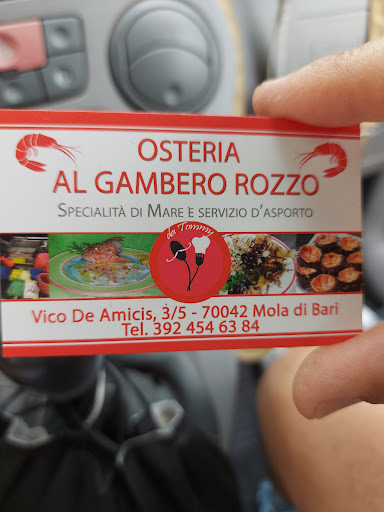 OSTERIA
AL GAMBERO ROZZO
SPECIALITÀ DI MARE E SERVIZIO D'ASPORTO
da Tommy
Vico De Amicis, 3/5 - 70042 Mola di Bari
Tel. 392 454 63 84